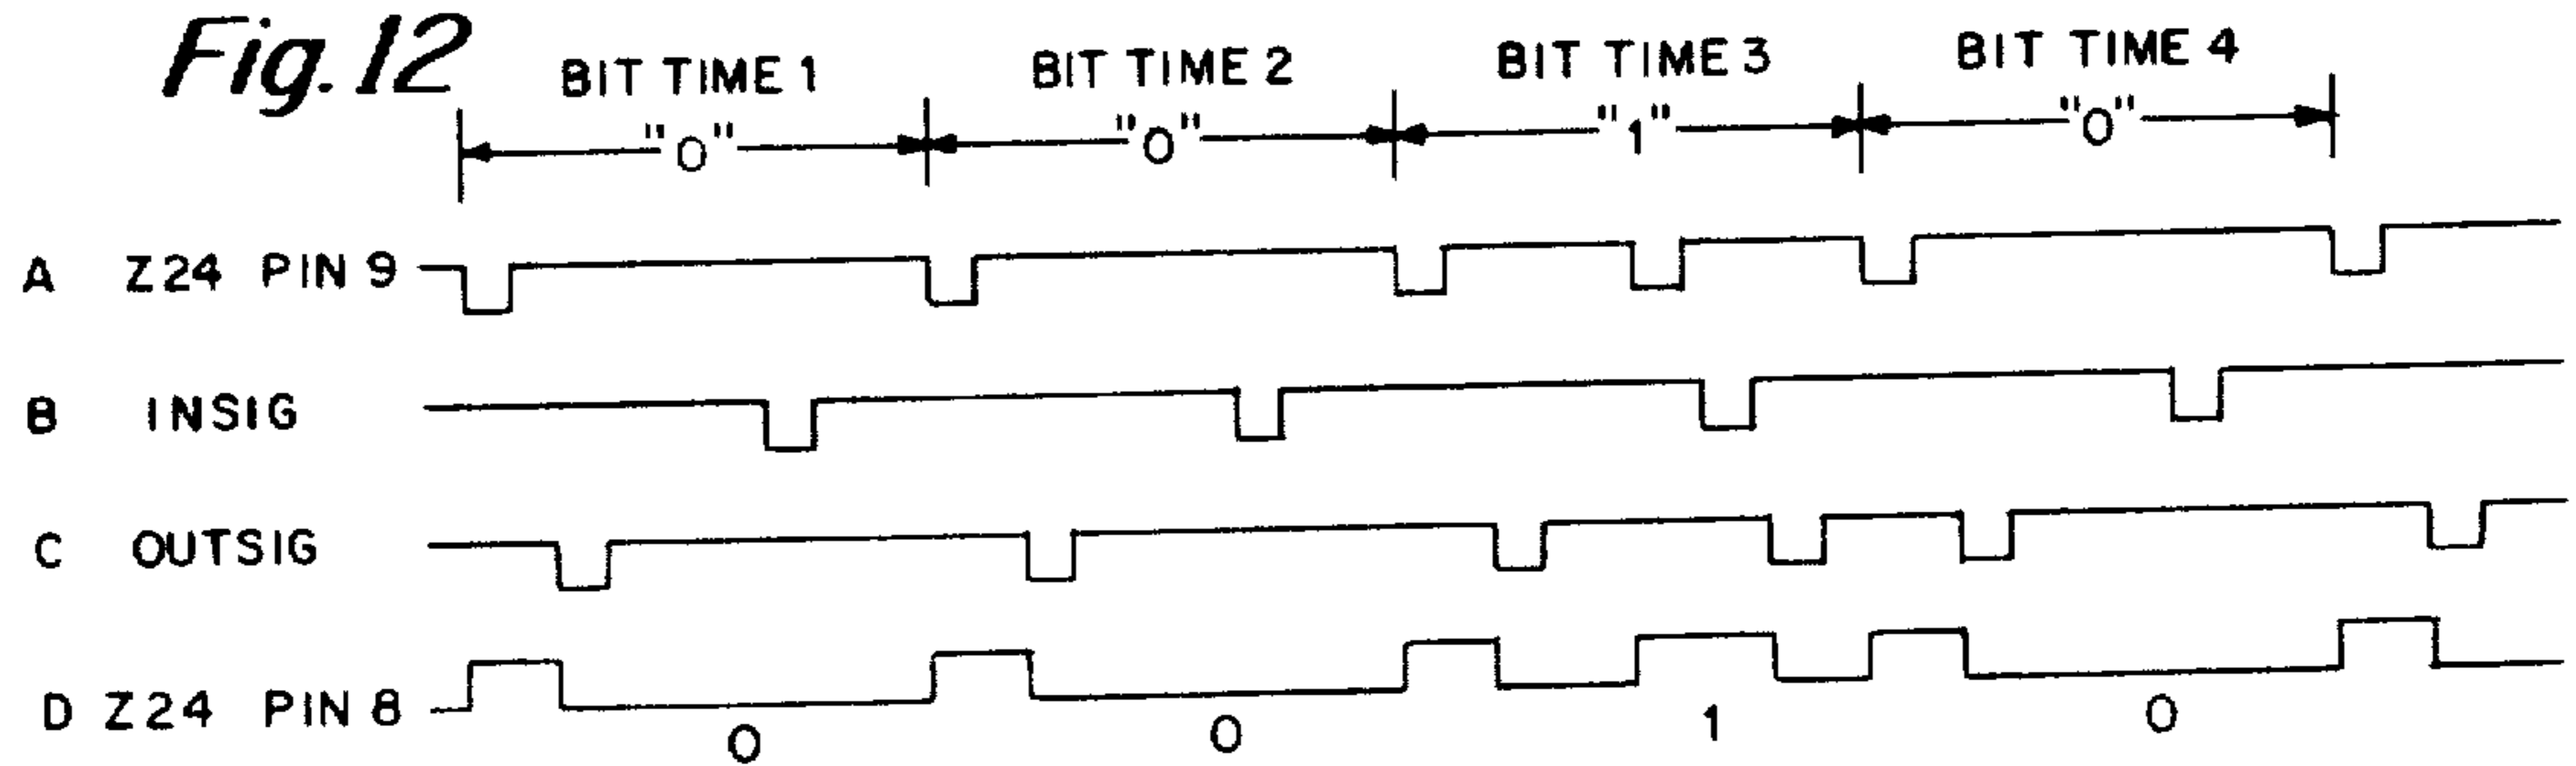 Fig. 12
BIT TIME 1 BIT TIME 2 BIT TIME 3 BIT TIME 4
"0" "0" "1" "0"
A Z24 PIN 9
B INSIG
C OUTSIG
D Z24 PIN 8
0 0 1 0